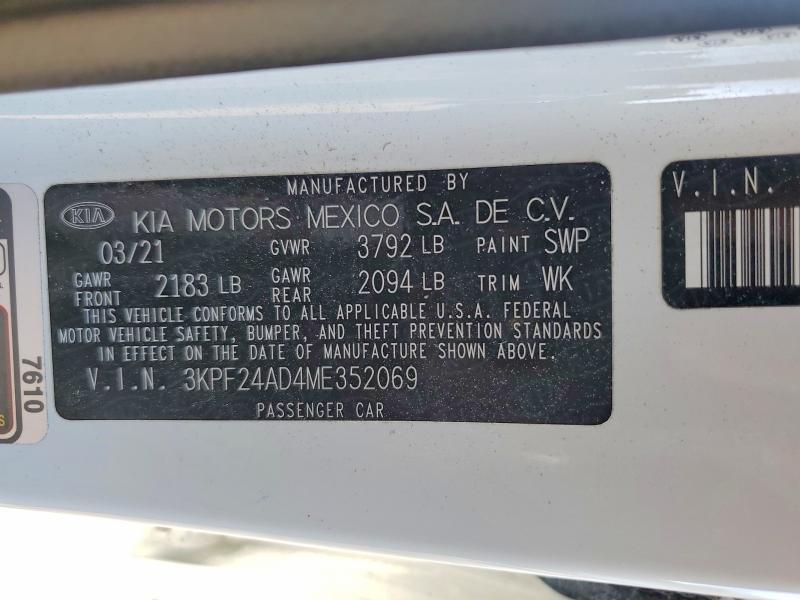 MANUFACTURED BY
KIA KIA MOTORS MEXICO S.A. DE C.V.
03/21 GVWR 3792 LB PAINT SWP
GAWR FRONT 2183 LB GAWR REAR 2094 LB TRIM WK
THIS VEHICLE CONFORMS TO ALL APPLICABLE U.S.A. FEDERAL
MOTOR VEHICLE SAFETY, BUMPER, AND THEFT PREVENTION STANDARDS
IN EFFECT ON THE DATE OF MANUFACTURE SHOWN ABOVE.
V.I.N. 3KPF24AD4ME352069
PASSENGER CAR
V.I.N.
7610